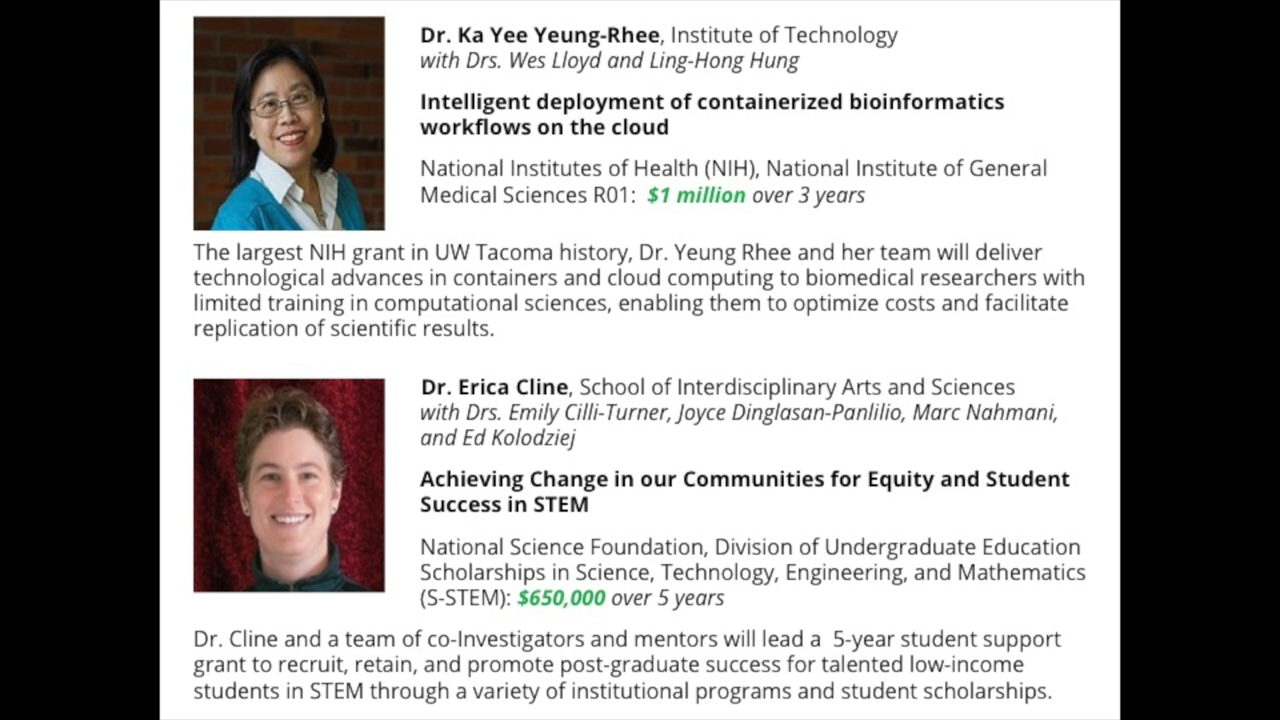 Dr. Ka Yee Yeung-Rhee, Institute of Technology
with Drs. Wes Lloyd and Ling-Hong Hung
Intelligent deployment of containerized bioinformatics
workflows on the cloud
National Institutes of Health (NIH), National Institute of General
Medical Sciences R01: $1 million over 3 years
The largest NIH grant in UW Tacoma history, Dr. Yeung Rhee and her team will deliver
technological advances in containers and cloud computing to biomedical researchers with
limited training in computational sciences, enabling them to optimize costs and facilitate
replication of scientific results.
Dr. Erica Cline, School of Interdisciplinary Arts and Sciences
with Drs. Emily Cilli-Turner, Joyce Dinglasan-Panlilio, Marc Nahmani,
and Ed Kolodziej
Achieving Change in our Communities for Equity and Student
Success in STEM
National Science Foundation, Division of Undergraduate Education
Scholarships in Science, Technology, Engineering, and Mathematics
(S-STEM): $650,000 over 5 years
Dr. Cline and a team of co-Investigators and mentors will lead a 5-year student support
grant to recruit, retain, and promote post-graduate success for talented low-income
students in STEM through a variety of institutional programs and student scholarships.